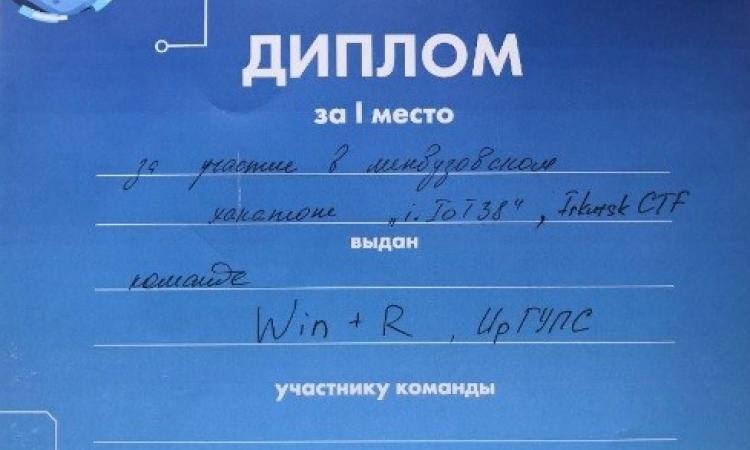 ДИПЛОМ
за I место
за участие в межвузовском
хакатоне "i.IoT38", Irkutsk CTF
выдан
команде
Win + R, ИрГУПС
участнику команды